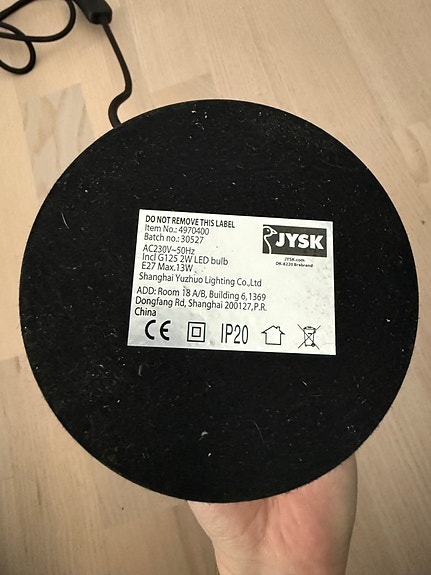 DO NOT REMOVE THIS LABEL
Item No.: 4970400
Batch no.: 30527
AC230V~50Hz
Incl G125 2W LED bulb
E27 Max.13W
Shanghai Yuzhuo Lighting Co.,Ltd
ADD: Room 18 A/B, Building 6,1369
Dongfang Rd, Shanghai 200127,P.R.
China
CE IP20
JYSK
JYSK.com
DK-8220 Brabrand